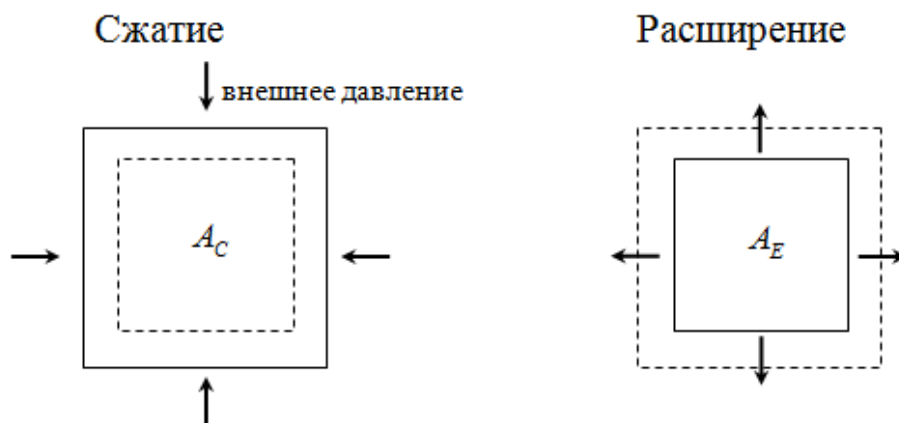 Сжатие
Расширение
внешнее давление
A_C
A_E